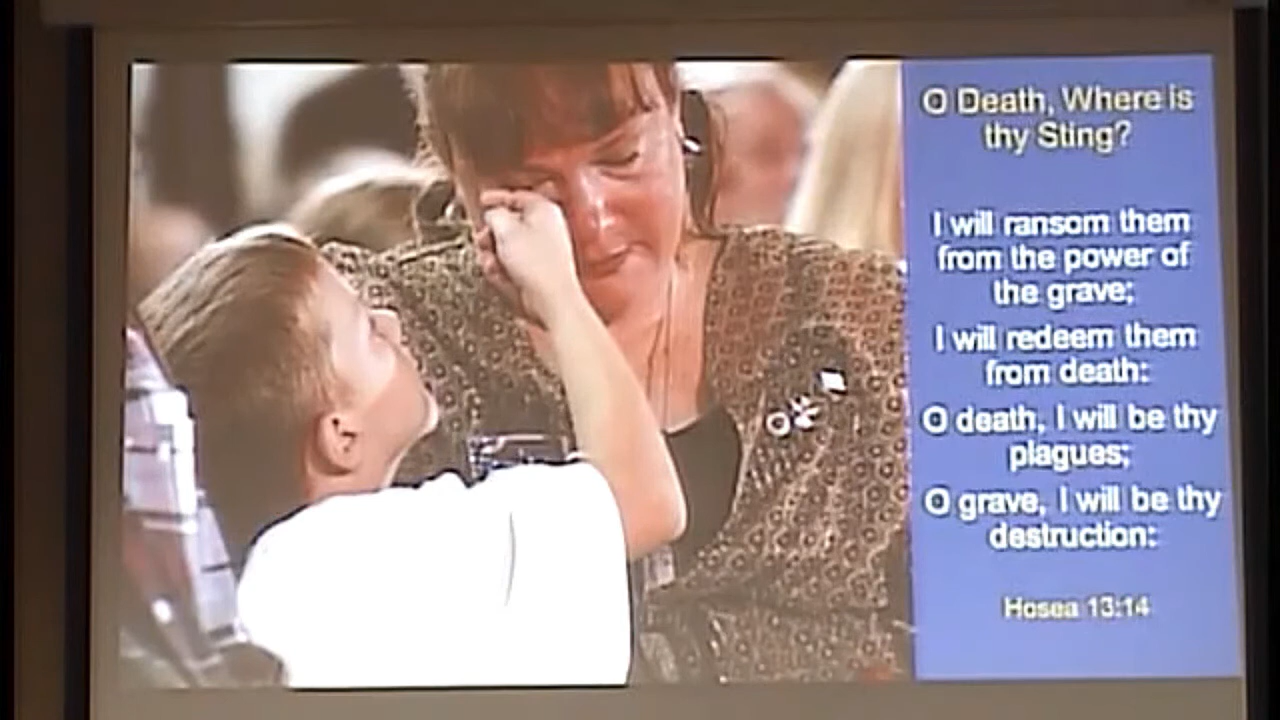 O Death, Where is
thy Sting?
I will ransom them
from the power of
the grave;
I will redeem them
from death:
O death, I will be thy
plagues;
O grave, I will be thy
destruction:
Hosea 13:14